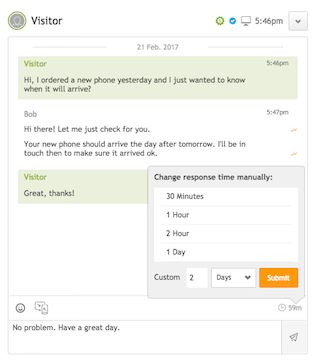 Visitor
5:46pm
21 Feb. 2017
Visitor
5:46pm
Hi, I ordered a new phone yesterday and I just wanted to know
when it will arrive?
Bob
5:47pm
Hi there! Let me just check for you.
Your new phone should arrive the day after tomorrow. I'll be in
touch then to make sure it arrived ok.
Visitor
Great, thanks!
Change response time manually:
30 Minutes
1 Hour
2 Hour
1 Day
Custom 2 Days Submit
59m
No problem. Have a great day.